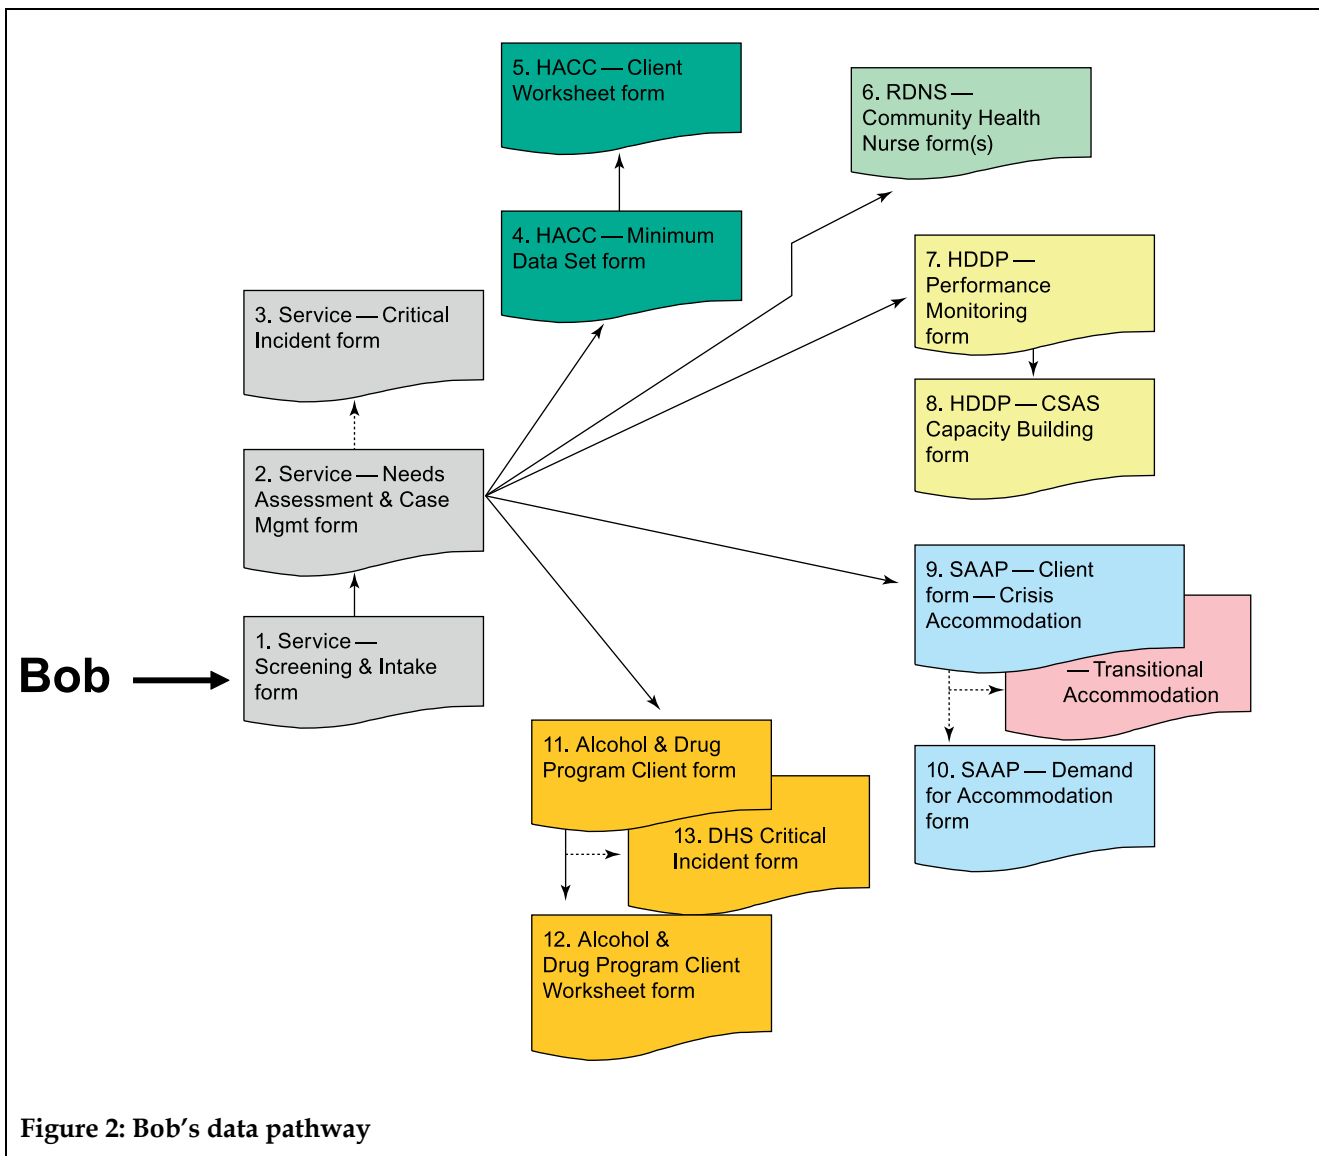 5. HACC — Client
Worksheet form
6. RDNS —
Community Health
Nurse form(s)
4. HACC — Minimum
Data Set form
7. HDDP —
Performance
Monitoring
form
3. Service — Critical
Incident form
8. HDDP — CSAS
Capacity Building
form
2. Service — Needs
Assessment & Case
Mgmt form
9. SAAP — Client
form — Crisis
Accommodation
1. Service —
Screening & Intake
form
Bob
— Transitional
Accommodation
11. Alcohol & Drug
Program Client form
10. SAAP — Demand
for Accommodation
form
13. DHS Critical
Incident form
12. Alcohol &
Drug Program Client
Worksheet form
Figure 2: Bob’s data pathway